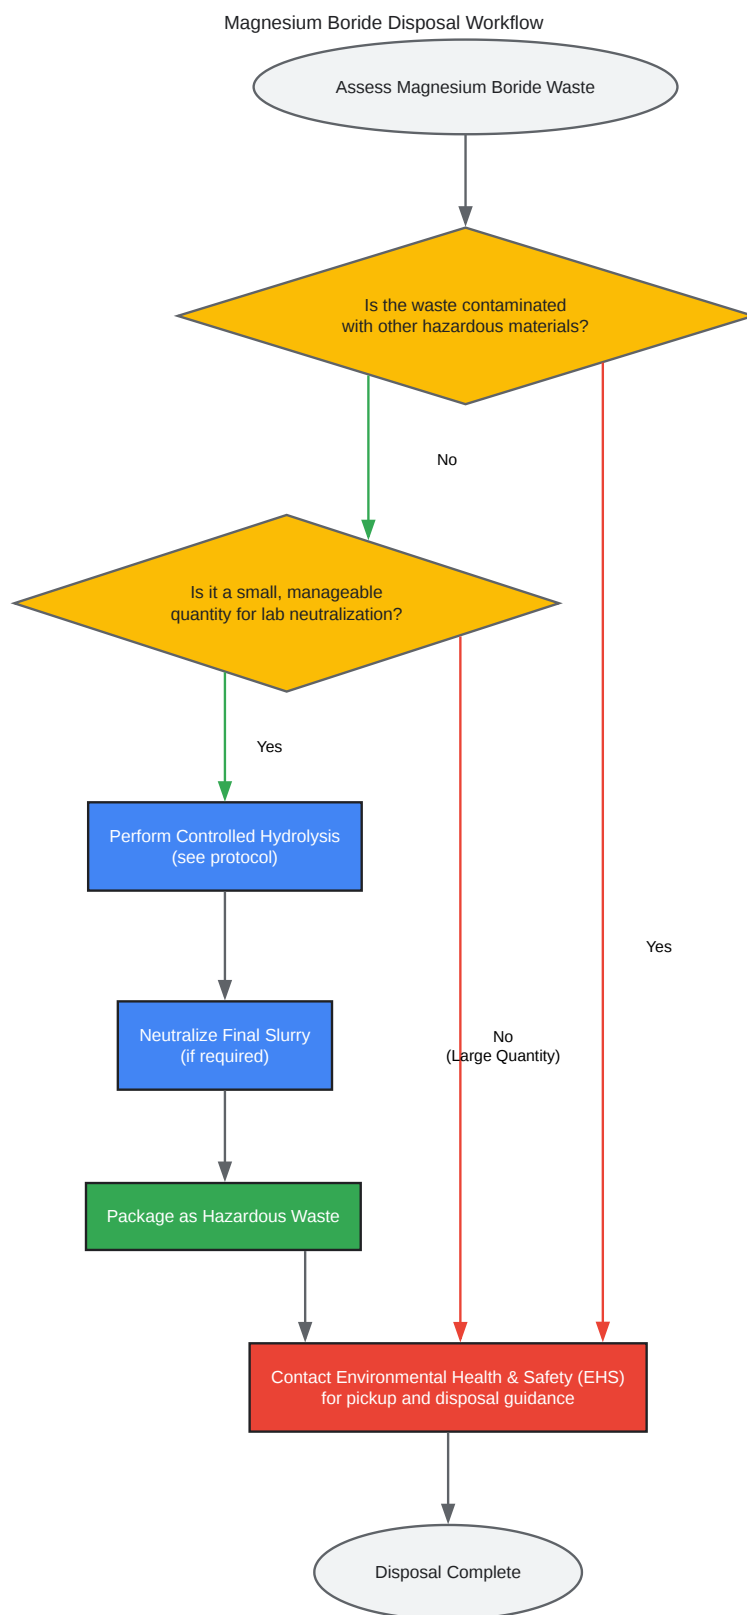 Magnesium Boride Disposal Workflow
Assess Magnesium Boride Waste
Is the waste contaminated
with other hazardous materials?
No
Is it a small, manageable
quantity for lab neutralization?
Yes
Perform Controlled Hydrolysis
(see protocol)
Yes
Neutralize Final Slurry
(if required)
No
(Large Quantity)
Package as Hazardous Waste
Contact Environmental Health & Safety (EHS)
for pickup and disposal guidance
Disposal Complete